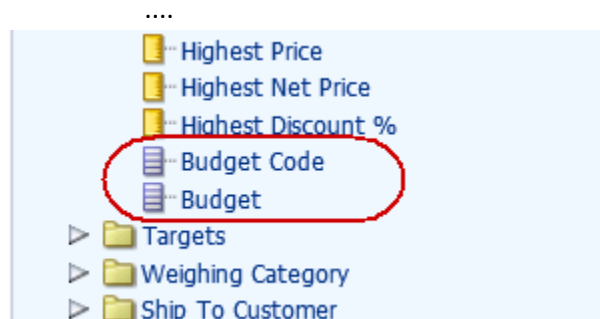 ....
Highest Price
Highest Net Price
Highest Discount %
Budget Code
Budget
Targets
Weighing Category
Ship To Customer